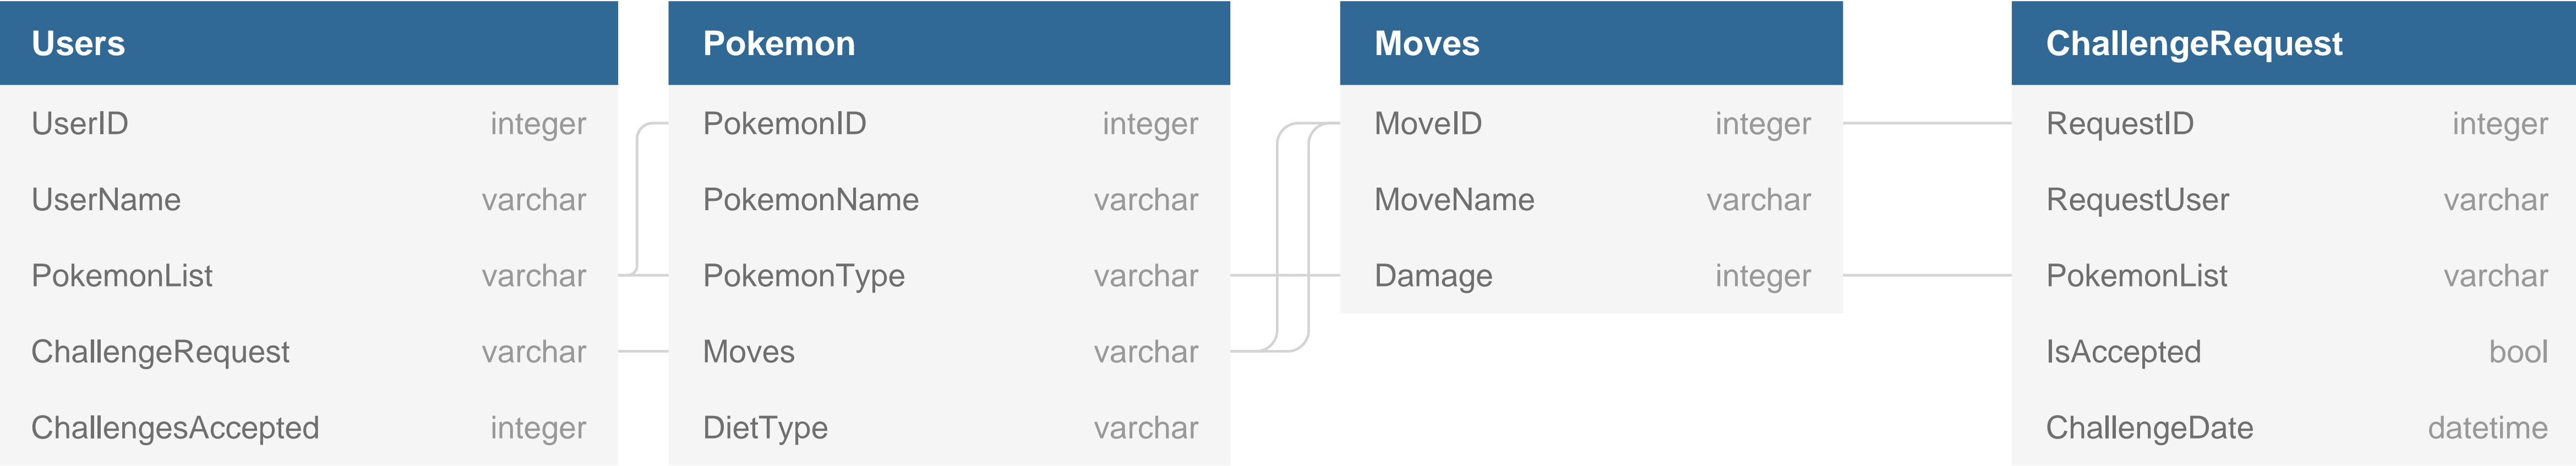 Users
UserID integer
UserName varchar
PokemonList varchar
ChallengeRequest varchar
ChallengesAccepted integer
Pokemon
PokemonID integer
PokemonName varchar
PokemonType varchar
Moves varchar
DietType varchar
Moves
MoveID integer
MoveName varchar
Damage integer
ChallengeRequest
RequestID integer
RequestUser varchar
PokemonList varchar
IsAccepted bool
ChallengeDate datetime